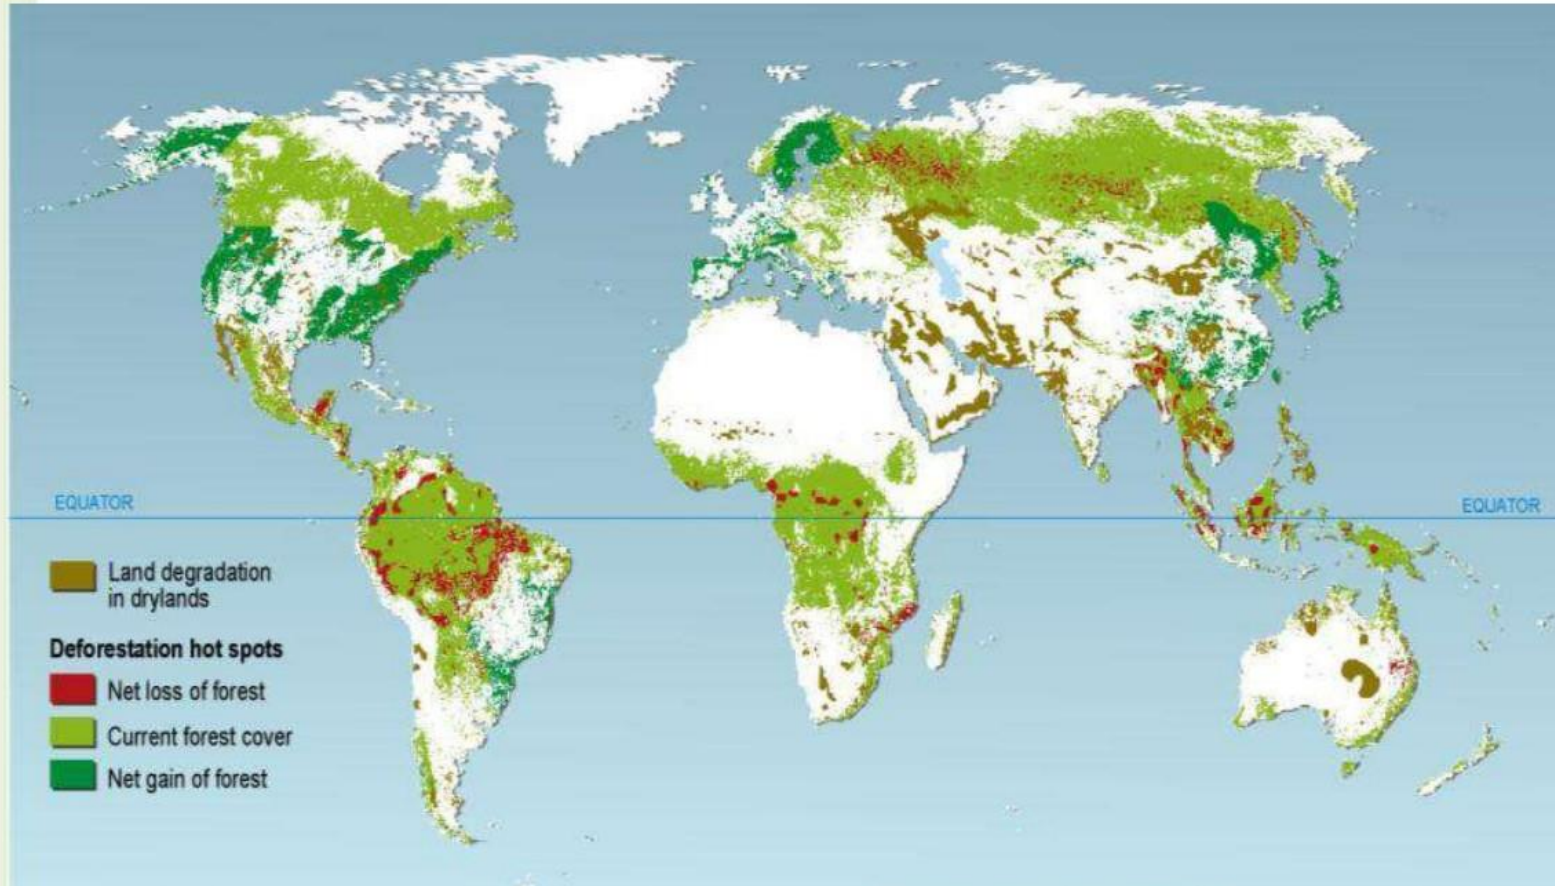 EQUATOR
EQUATOR
Land degradation
in drylands
Deforestation hot spots
Net loss of forest
Current forest cover
Net gain of forest